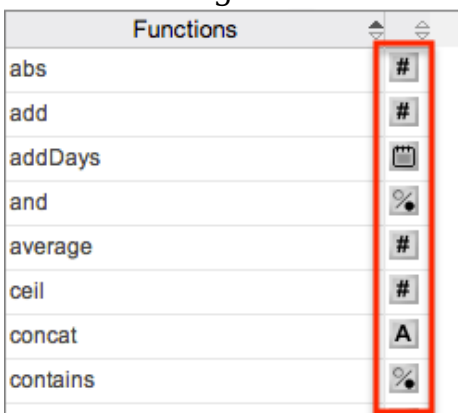 Functions
abs #
add #
addDays
and
average #
ceil #
concat A
contains